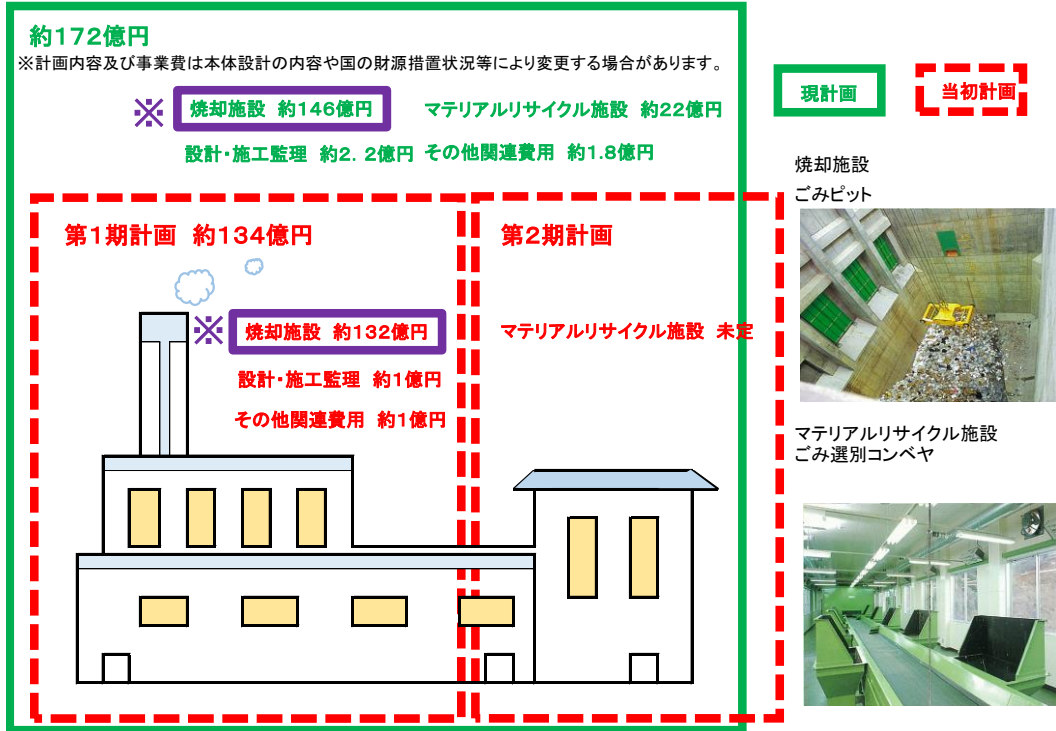 約172億円
※計画内容及び事業費は本体設計の内容や国の財源措置状況等により変更する場合があります。
※ 焼却施設 約146億円 マテリアルリサイクル施設 約22億円
設計・施工監理 約2.2億円 その他関連費用 約1.8億円
現計画 当初計画
第1期計画 約134億円
※ 焼却施設 約132億円
設計・施工監理 約1億円
その他関連費用 約1億円
第2期計画
マテリアルリサイクル施設 未定
焼却施設
ごみピット
マテリアルリサイクル施設
ごみ選別コンベヤ